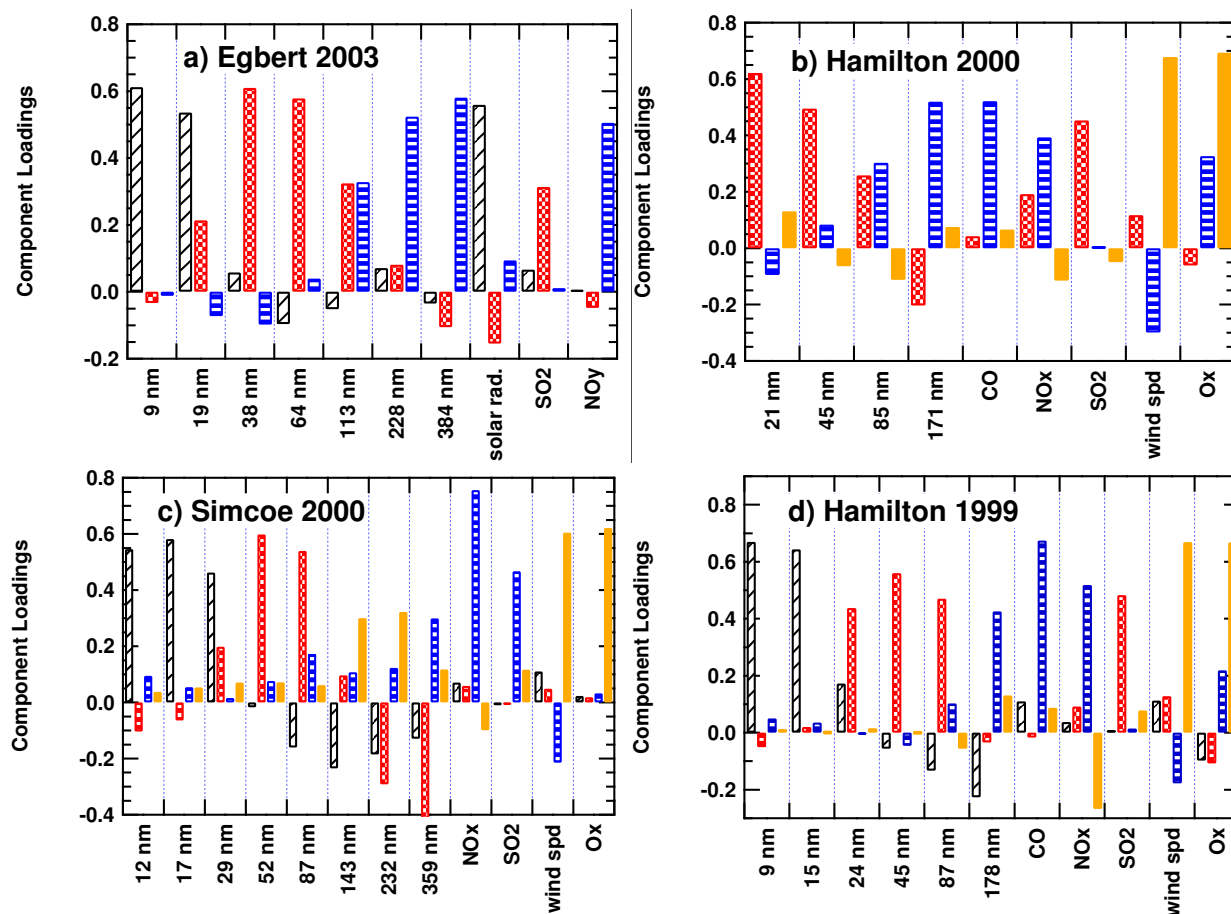 a) Egbert 2003
Component Loadings
0.8
0.6
0.4
0.2
0.0
-0.2
9 nm
19 nm
38 nm
64 nm
113 nm
228 nm
384 nm
solar rad.
SO2
NOy
b) Hamilton 2000
Component Loadings
0.8
0.6
0.4
0.2
0.0
-0.2
-0.4
21 nm
45 nm
85 nm
171 nm
CO
NOx
SO2
wind spd
Ox
c) Simcoe 2000
Component Loadings
0.8
0.6
0.4
0.2
0.0
-0.2
-0.4
12 nm
17 nm
29 nm
52 nm
87 nm
143 nm
232 nm
359 nm
NOx
SO2
wind spd
Ox
d) Hamilton 1999
Component Loadings
0.8
0.6
0.4
0.2
0.0
-0.2
9 nm
15 nm
24 nm
45 nm
87 nm
178 nm
CO
NOx
SO2
wind spd
Ox